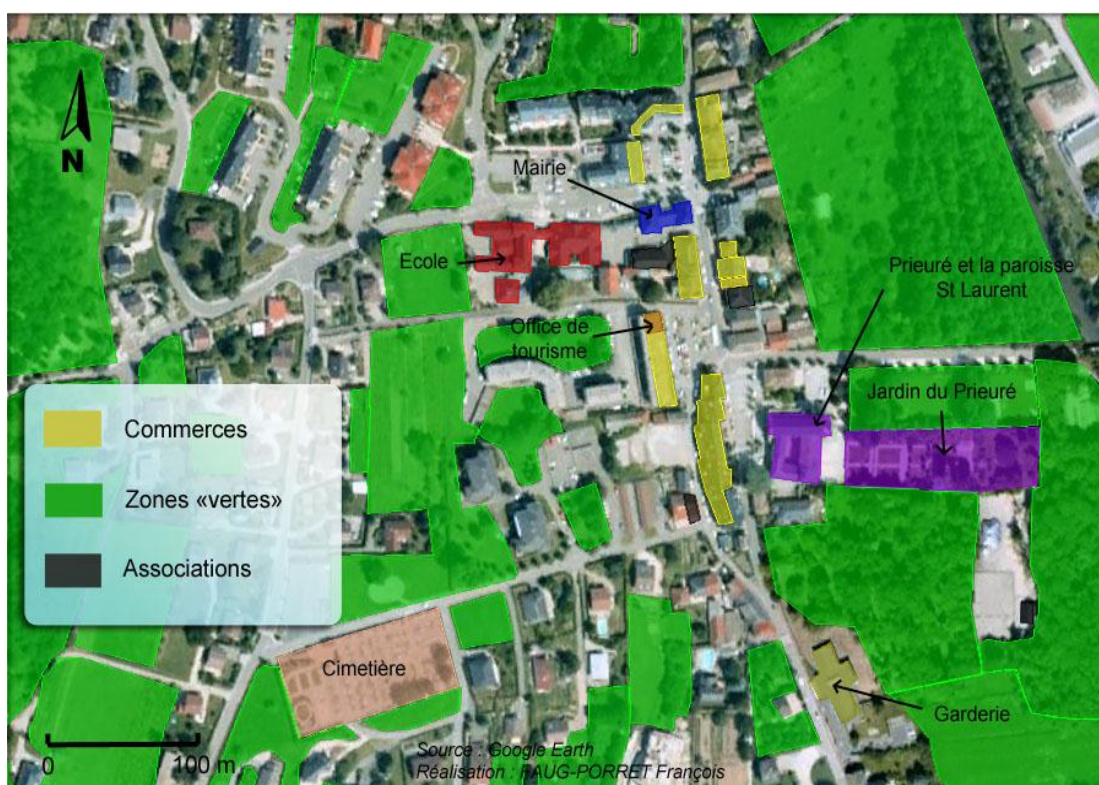 N
Mairie
Ecole
Prieuré et la paroisse
St Laurent
Office de
tourisme
Jardin du Prieuré
Commerces
Zones «vertes»
Associations
Cimetière
Garderie
0 100 m
Source : Google Earth
Réalisation : FAUG-PORRET François